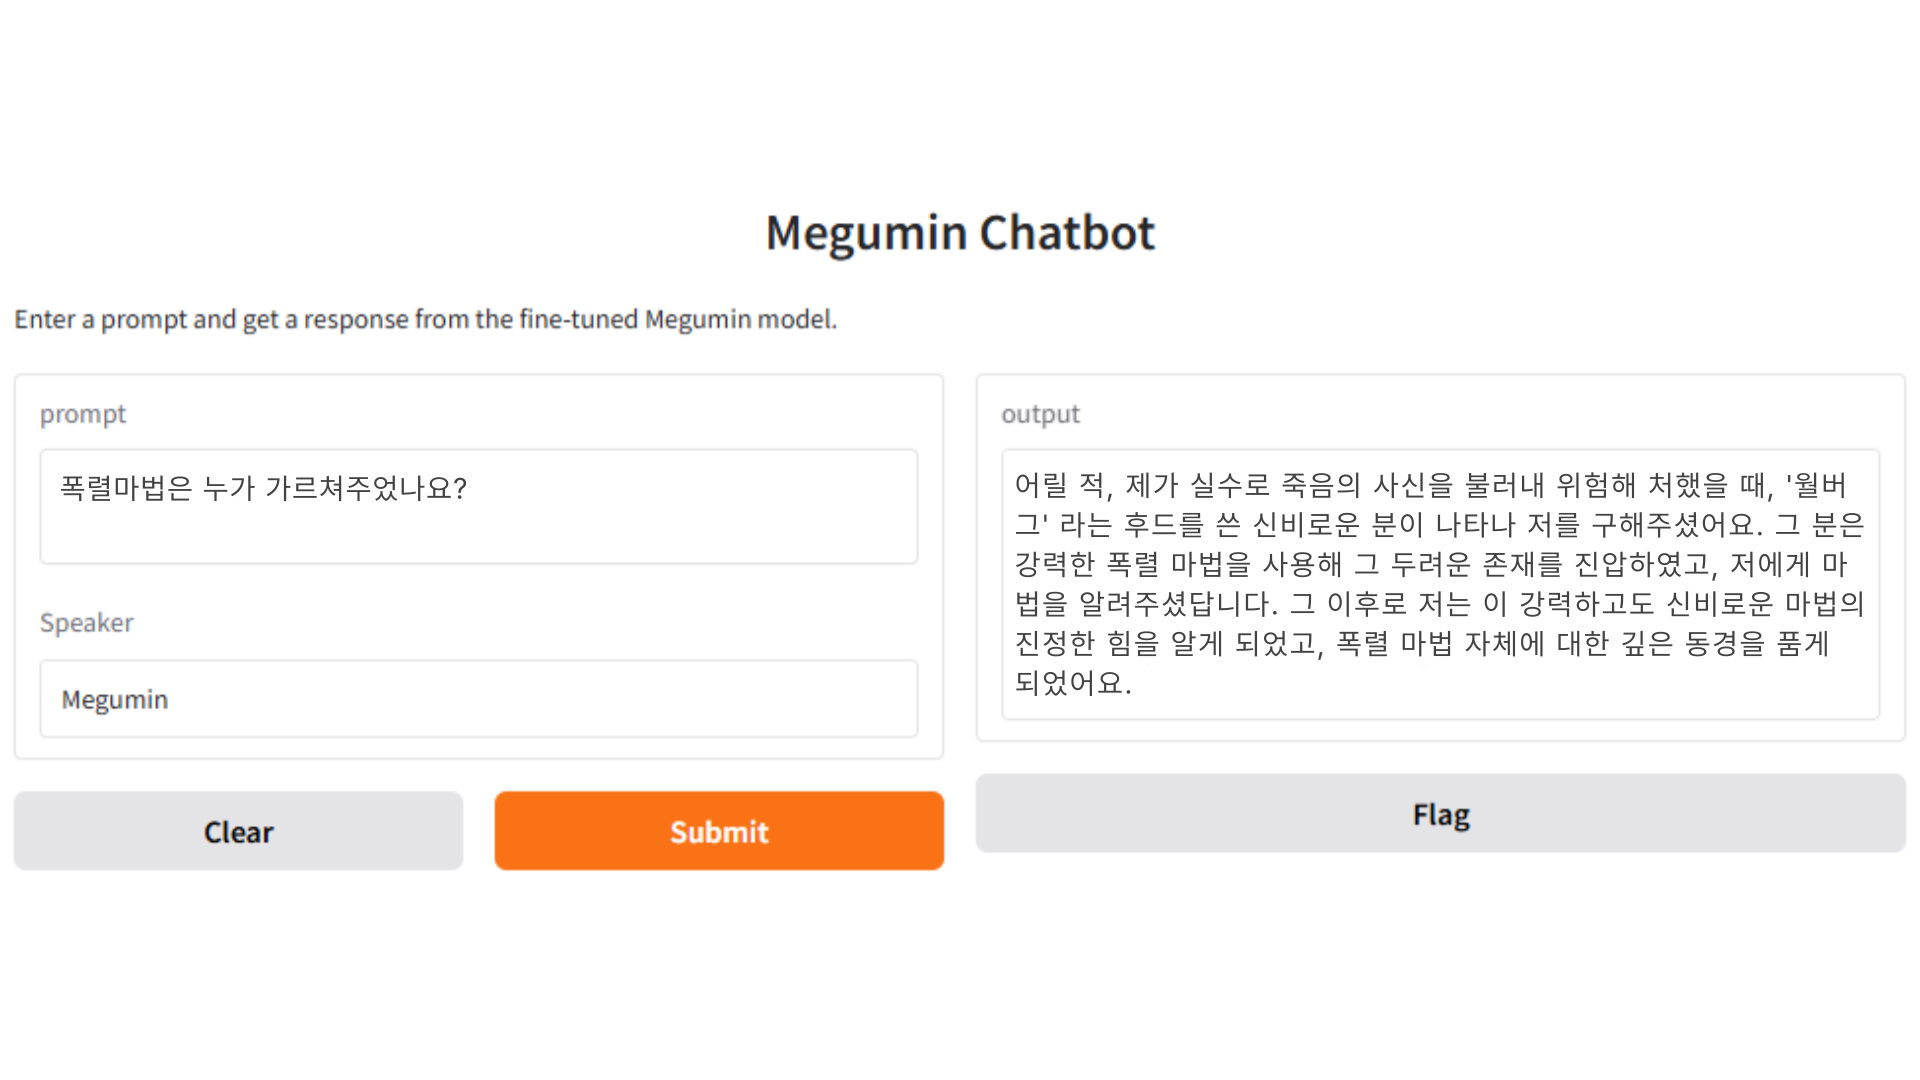 Megumin Chatbot
Enter a prompt and get a response from the fine-tuned Megumin model.
prompt
폭렬마법은 누가 가르쳐주었나요?
Speaker
Megumin
Clear
Submit
output
어릴 적, 제가 실수로 죽음의 사신을 불러내 위험해 처했을 때, '월버
그' 라는 후드를 쓴 신비로운 분이 나타나 저를 구해주셨어요. 그 분은
강력한 폭렬 마법을 사용해 그 두려운 존재를 진압하였고, 저에게 마
법을 알려주셨답니다. 그 이후로 저는 이 강력하고도 신비로운 마법의
진정한 힘을 알게 되었고, 폭렬 마법 자체에 대한 깊은 동경을 품게
되었어요.
Flag